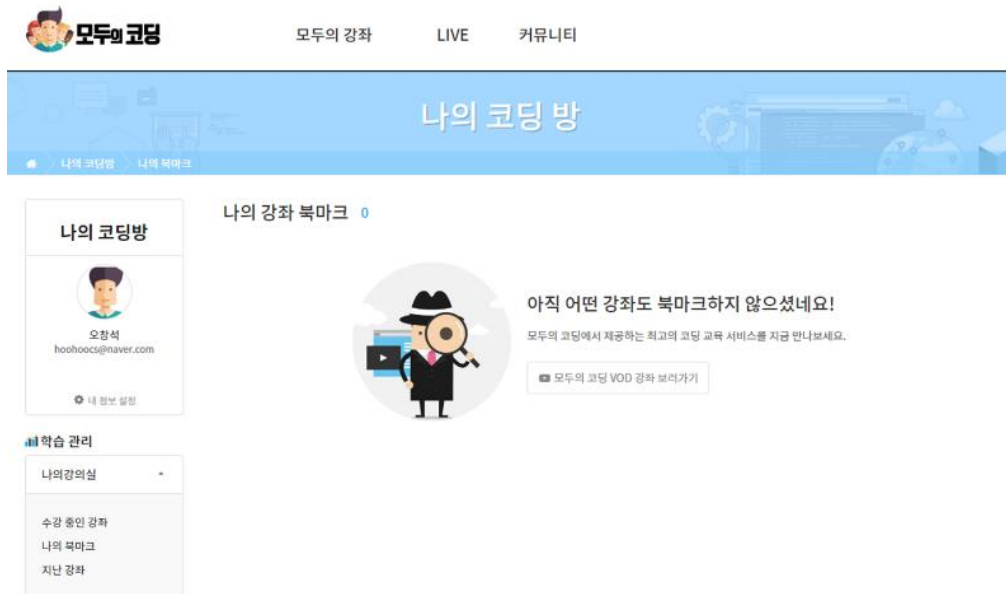 모두의 코딩
모두의 강좌 LIVE 커뮤니티
나의 코딩 방
나의 코딩방 나의 북마크
나의 코딩방
오창석
hoohoocs@naver.com
내 정보 설정
학습 관리
나의강의실
수강 중인 강좌
나의 북마크
지난 강좌
나의 강좌 북마크 0
아직 어떤 강좌도 북마크하지 않으셨네요!
모두의 코딩에서 제공하는 최고의 코딩 교육 서비스를 지금 만나보세요.
모두의 코딩 VOD 강좌 보러가기